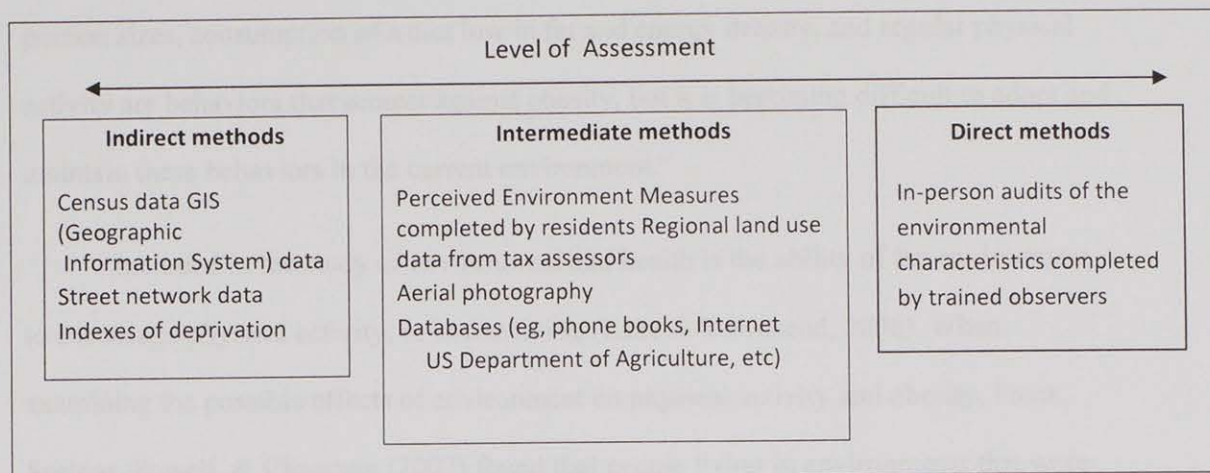 Level of Assessment
Indirect methods
Census data GIS
(Geographic
Information System) data
Street network data
Indexes of deprivation
Intermediate methods
Perceived Environment Measures
completed by residents Regional land use
data from tax assessors
Aerial photography
Databases (eg, phone books, Internet
US Department of Agriculture, etc)
Direct methods
In-person audits of the
environmental
characteristics completed
by trained observers